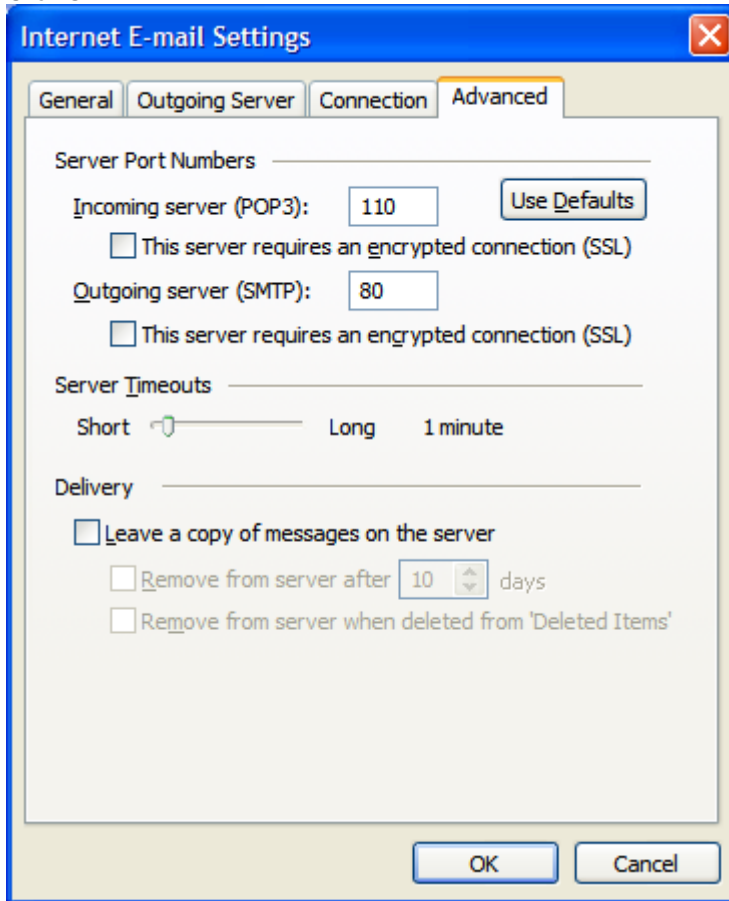 Internet E-mail Settings
General Outgoing Server Connection Advanced
Server Port Numbers
Incoming server (POP3): 110 Use Defaults
This server requires an encrypted connection (SSL)
Outgoing server (SMTP): 80
This server requires an encrypted connection (SSL)
Server Timeouts
Short Long 1 minute
Delivery
Leave a copy of messages on the server
Remove from server after 10 days
Remove from server when deleted from 'Deleted Items'
OK Cancel